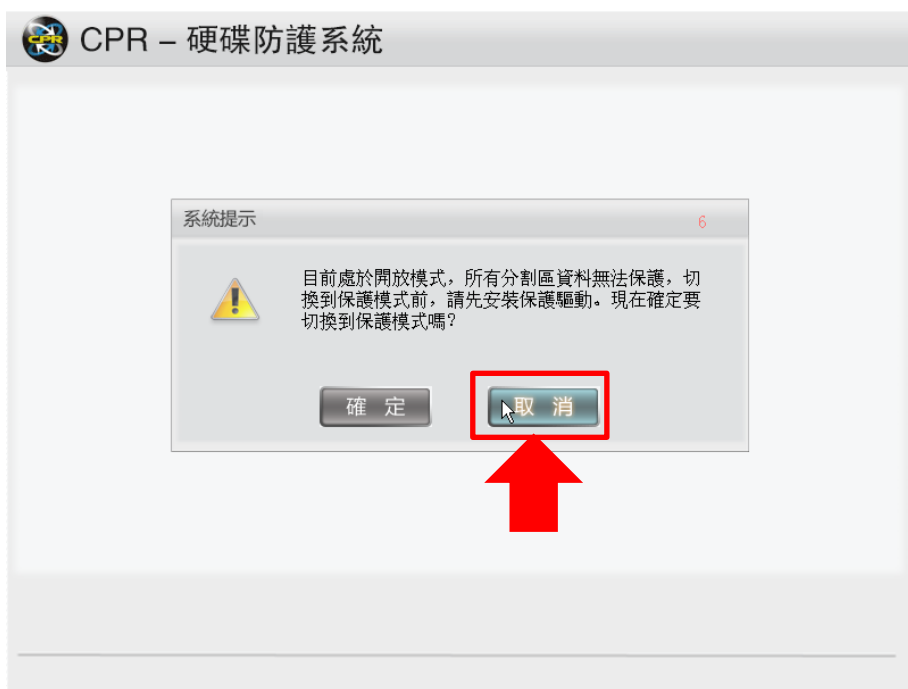 CPR
CPR – 硬碟防護系統
系統提示
6
目前處於開放模式，所有分割區資料無法保護，切
換到保護模式前，請先安裝保護驅動。現在確定要
切換到保護模式嗎?
確 定
取 消